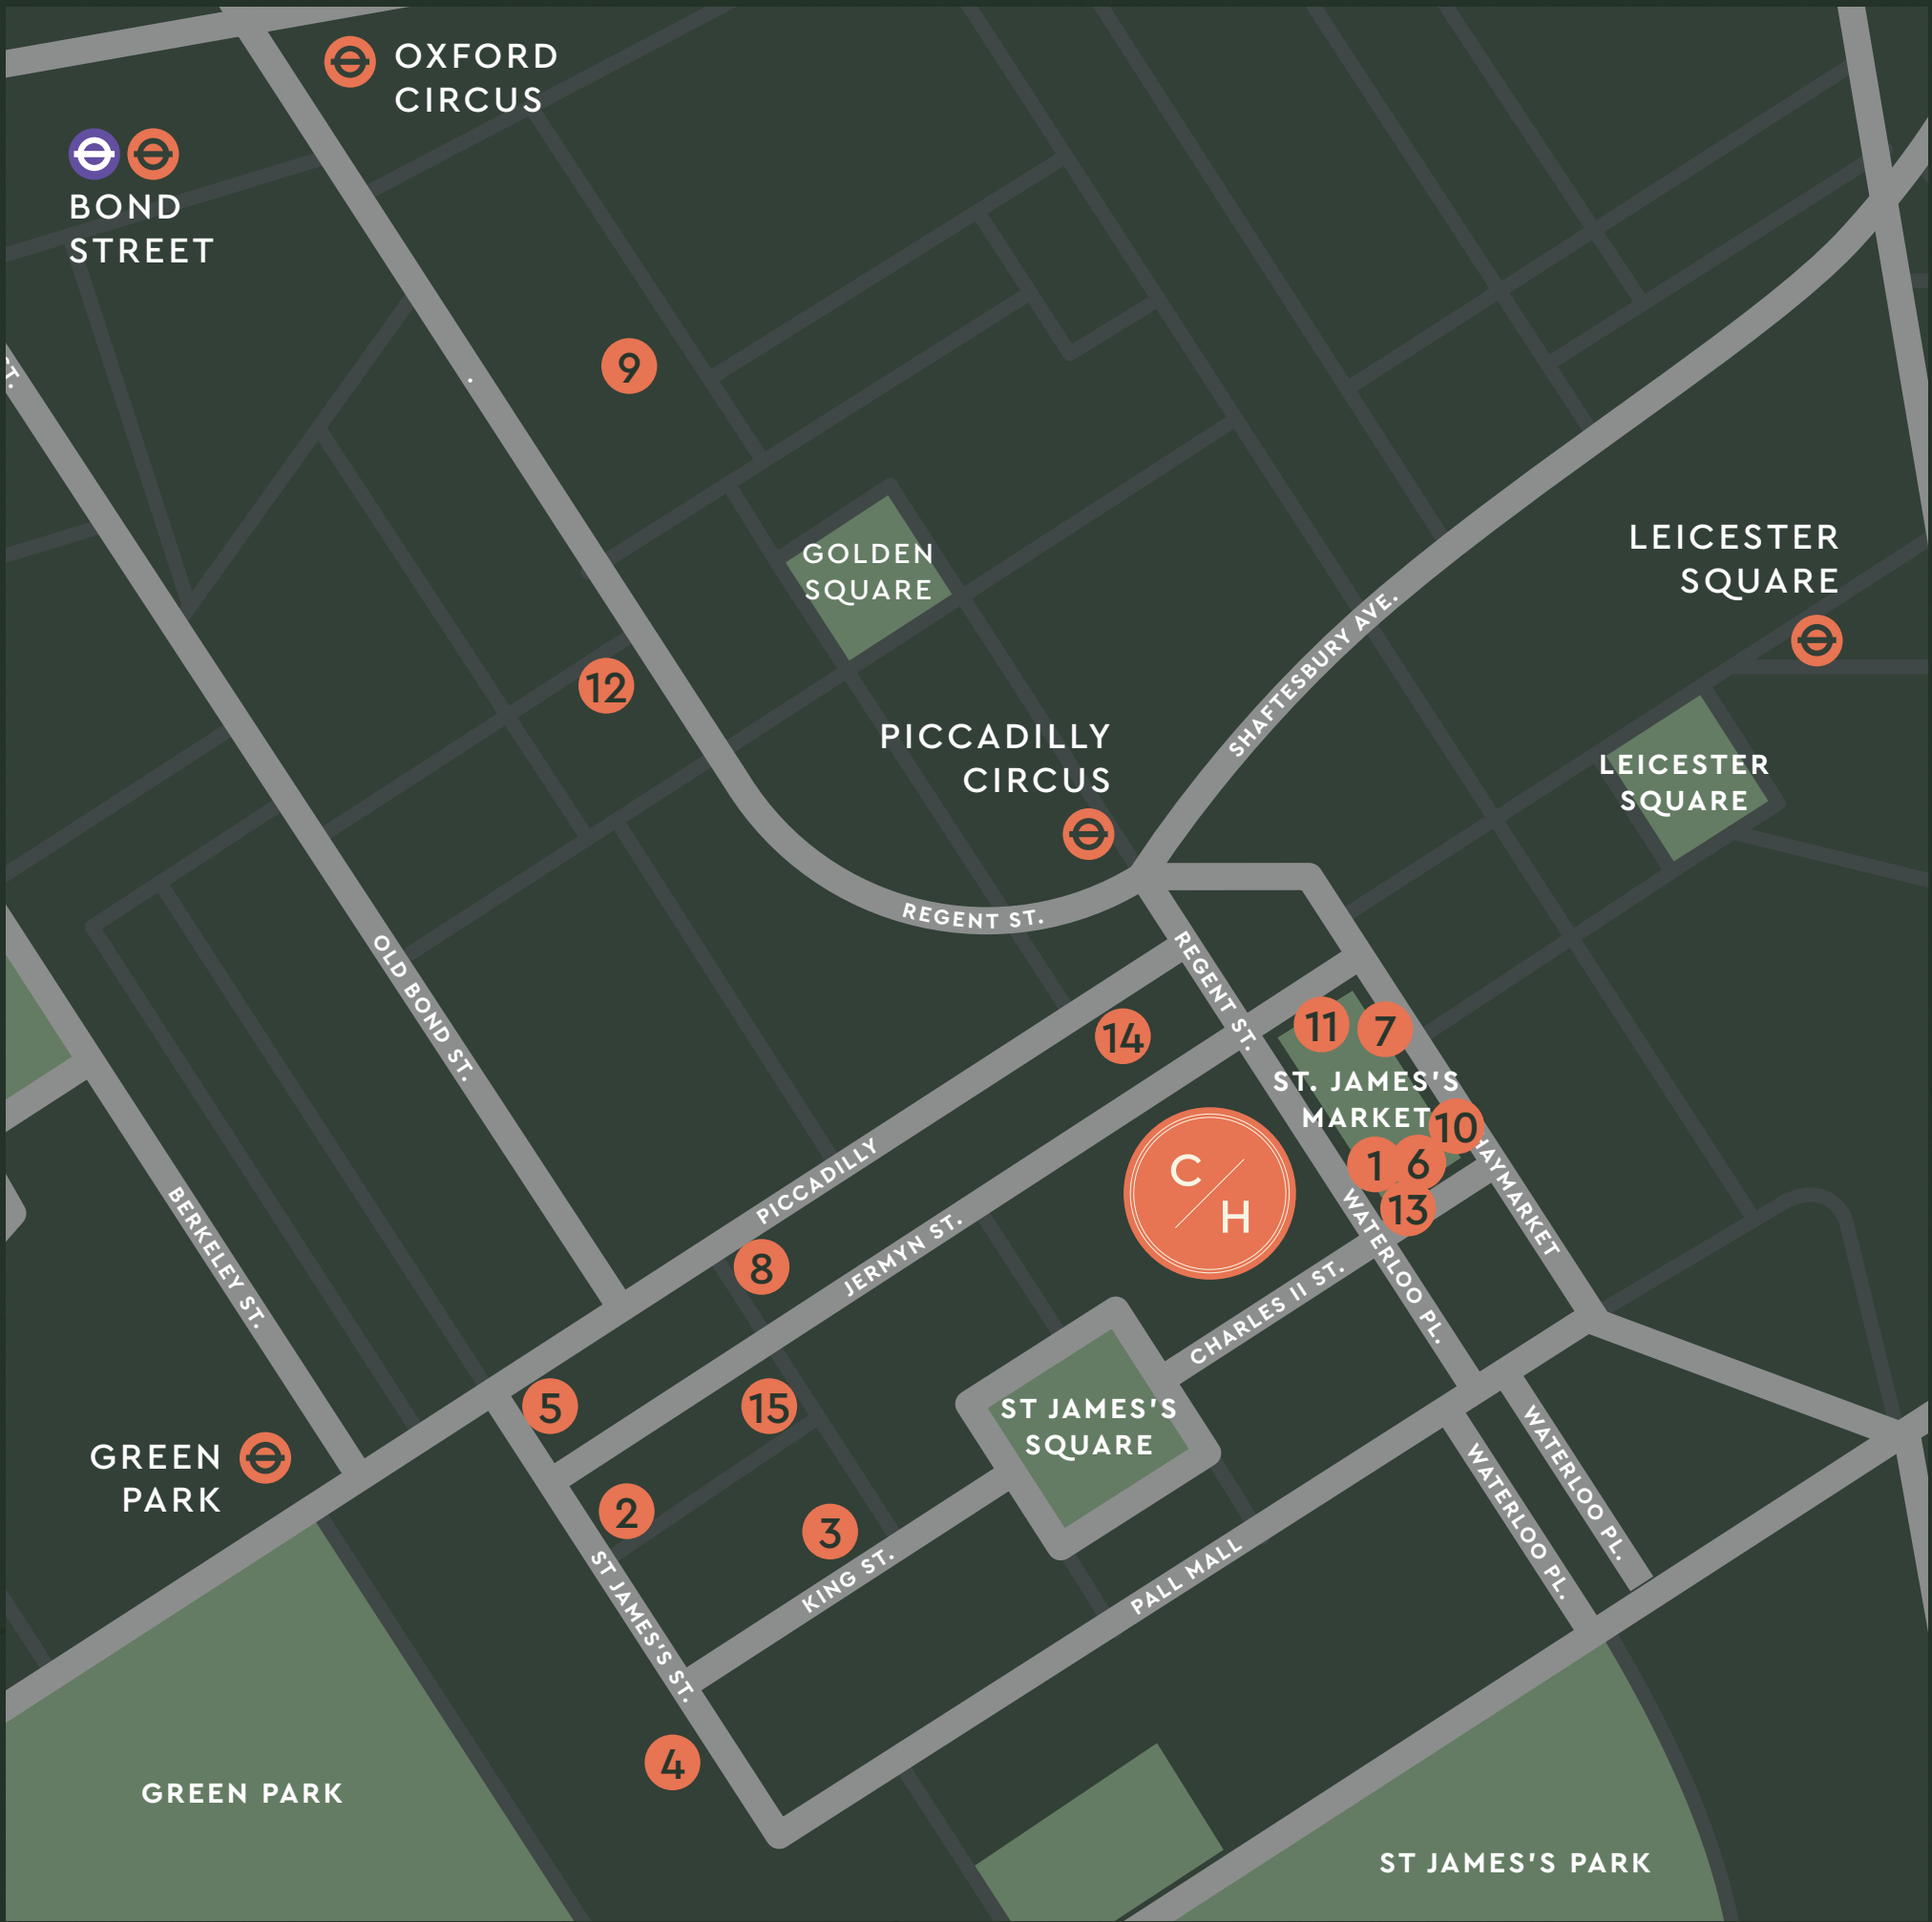 OXFORD
CIRCUS
BOND
STREET
ST.
9
GOLDEN
SQUARE
LEICESTER
SQUARE
SHAFTESBURY AVE.
12
PICCADILLY
CIRCUS
LEICESTER
SQUARE
REGENT ST.
OLD BOND ST.
REGENT ST.
11
7
14
ST. JAMES'S
MARKET
10
1
6
13
C
H
HAYMARKET
PICCADILLY
BERKELEY ST.
8
JERMYN ST.
WATERLOO PL.
CHARLES II ST.
5
15
ST JAMES'S
SQUARE
GREEN
PARK
2
3
WATERLOO PL.
WATERLOO PL.
KING ST.
PALL MALL
ST JAMES'S ST.
4
GREEN PARK
ST JAMES'S PARK